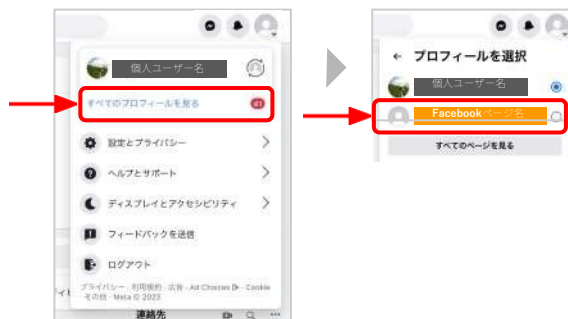 個人ユーザー名
すべてのプロフィールを見る
設定とプライバシー
ヘルプとサポート
ディスプレイとアクセシビリティ
フィードバックを送信
ログアウト
プライバシー · 利用規約 · 広告 · Ad Choices · Cookie
その他 · Meta © 2023
連絡先
プロフィールを選択
個人ユーザー名
Facebookページ名
すべてのページを見る